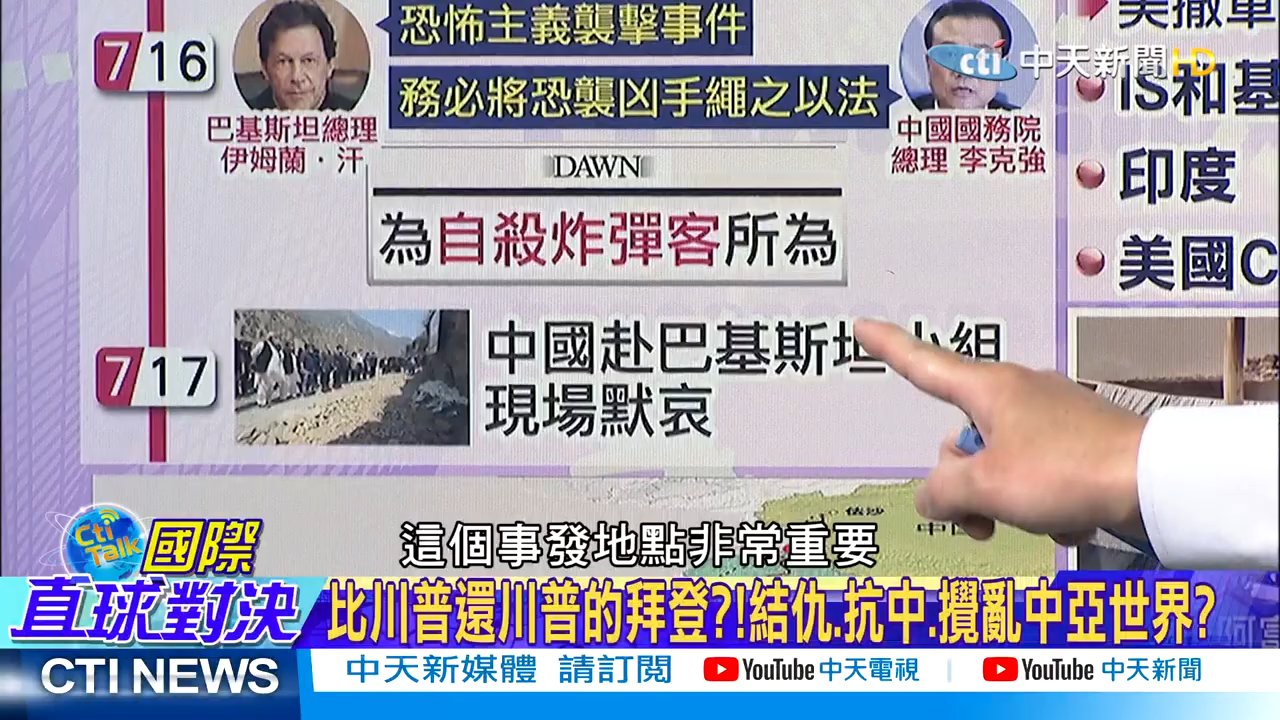 恐怖主義襲擊事件
務必將恐襲凶手繩之以法
7 16
巴基斯坦總理
伊姆蘭・汗
中國國務院
總理 李克強
cti 中天新聞HD
美撤軍
IS和基
印度
美國C
DAWN
為自殺炸彈客所為
7 17
中國赴巴基斯坦小組
現場默哀
這個事發地點非常重要
Cti Talk 國際
直球對決
比川普還川普的拜登?!結仇.抗中.攪亂中亞世界?
CTI NEWS
中天新媒體 請訂閱 YouTube 中天電視 | YouTube 中天新聞